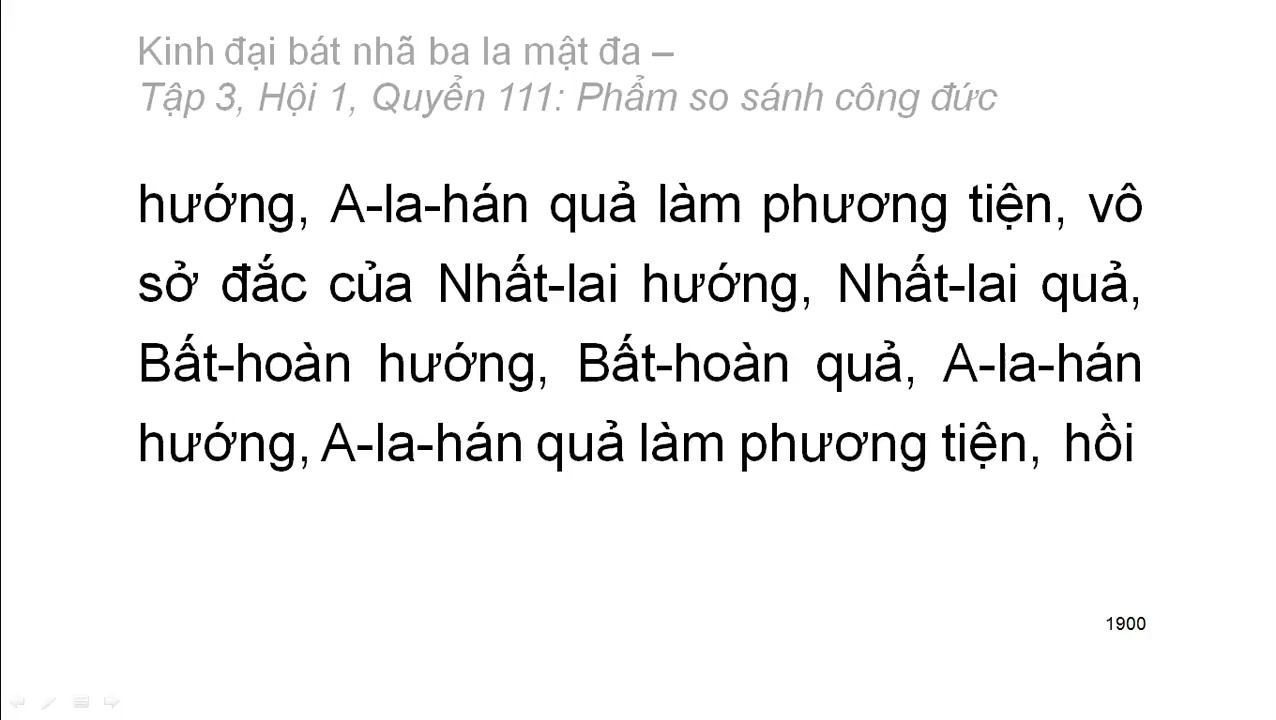 Kinh đại bát nhã ba la mật đa –
Tập 3, Hội 1, Quyển 111: Phẩm so sánh công đức
hướng, A-la-hán quả làm phương tiện, vô
sở đắc của Nhất-lai hướng, Nhất-lai quả,
Bất-hoàn hướng, Bất-hoàn quả, A-la-hán
hướng, A-la-hán quả làm phương tiện, hồi
1900